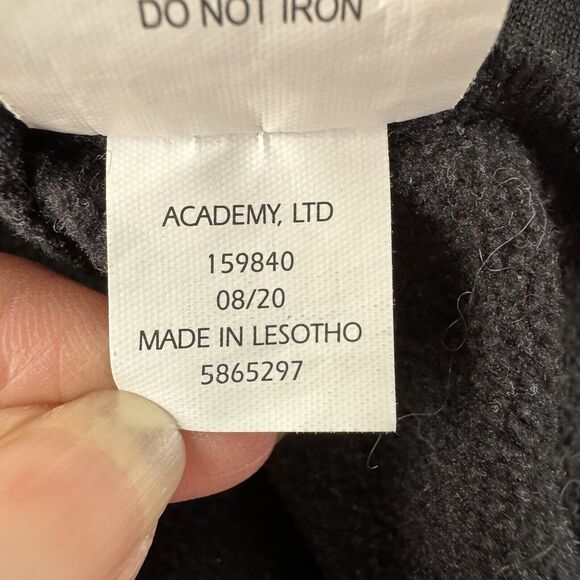 DO NOT IRON
ACADEMY, LTD
159840
08/20
MADE IN LESOTHO
5865297